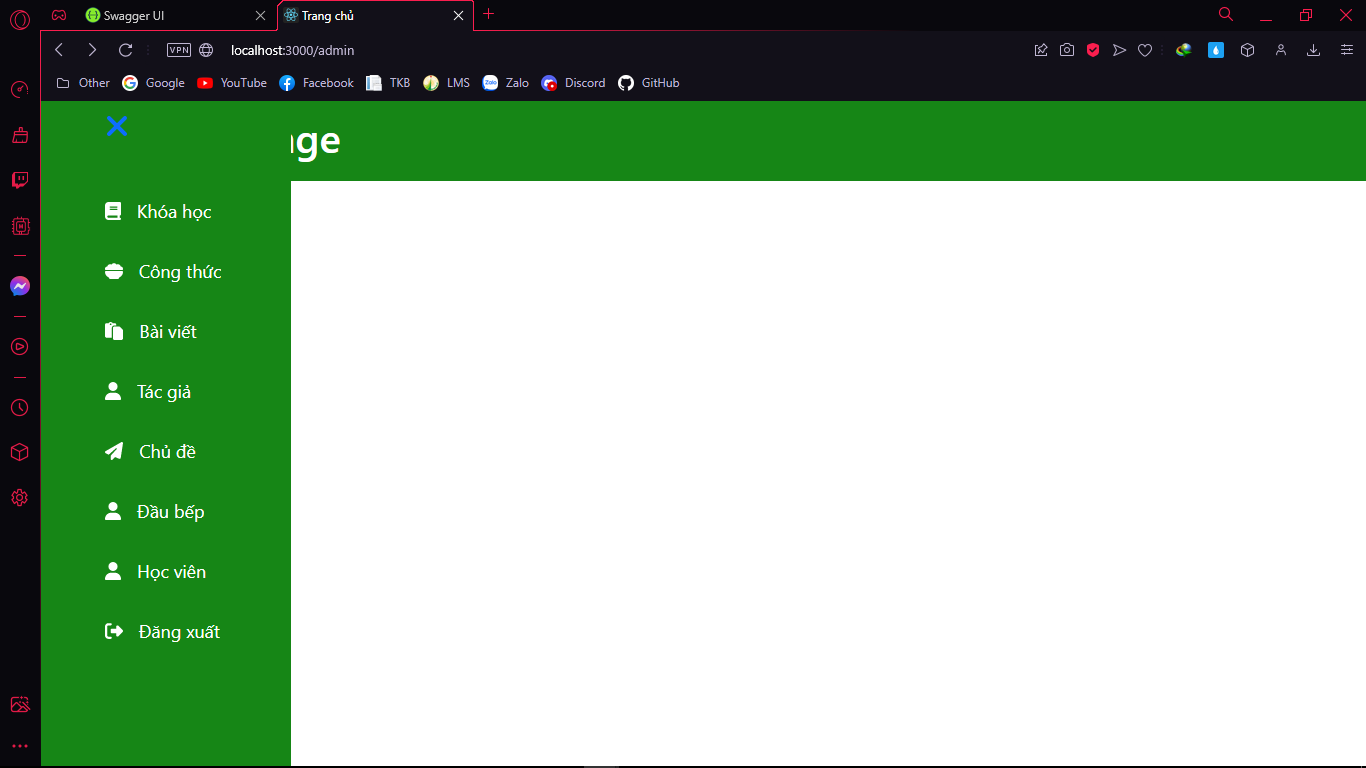 Swagger UI
Trang chủ
VPN
localhost:3000/admin
Other
Google
YouTube
Facebook
TKB
LMS
Zalo
Discord
GitHub
nge
Khóa học
Công thức
Bài viết
Tác giả
Chủ đề
Đầu bếp
Học viên
Đăng xuất